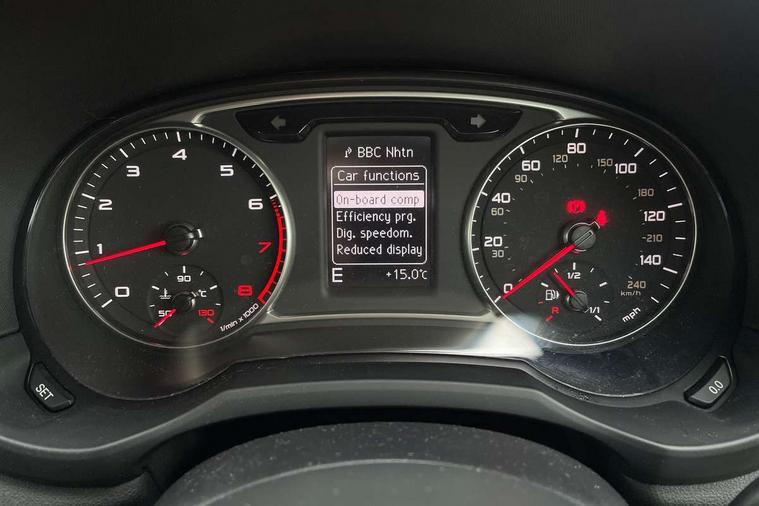 BBC Nhtn
Car functions
On-board comp
Efficiency prg.
Dig. speedom.
Reduced display
E +15.0°C
0 1 2 3 4 5 6 7 8
1/min x 1000
50 90 130 °C
0 20 40 60 80 100 120 140
mph
30 60 90 120 150 180 210 240
km/h
R 1/2 1/1
SET
0.0